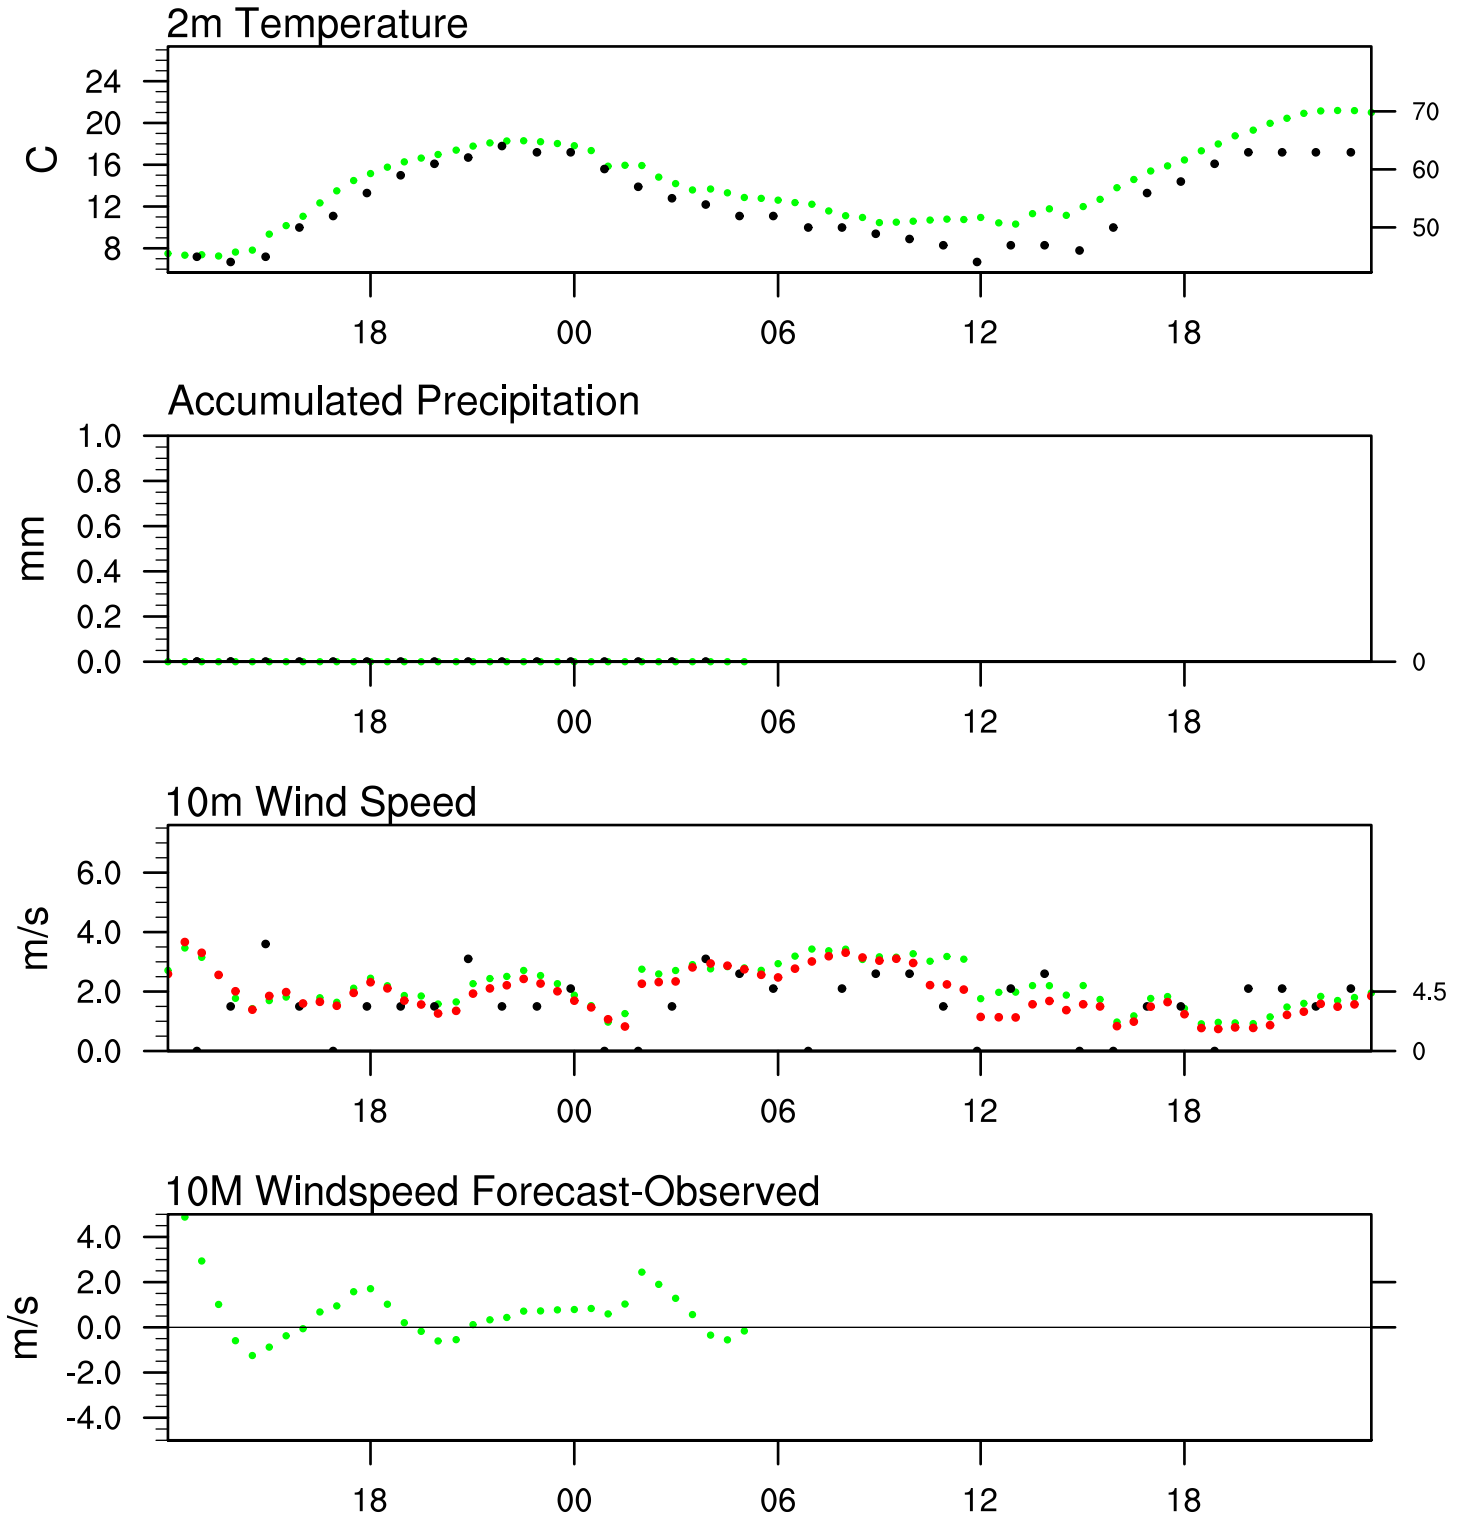 2m Temperature
24
20
16
12
8
C
70
60
50
18 00 06 12 18
Accumulated Precipitation
1.0
0.8
0.6
0.4
0.2
0.0
mm
0
18 00 06 12 18
10m Wind Speed
6.0
4.0
2.0
0.0
m/s
4.5
0
18 00 06 12 18
10M Windspeed Forecast-Observed
4.0
2.0
0.0
-2.0
-4.0
m/s
18 00 06 12 18